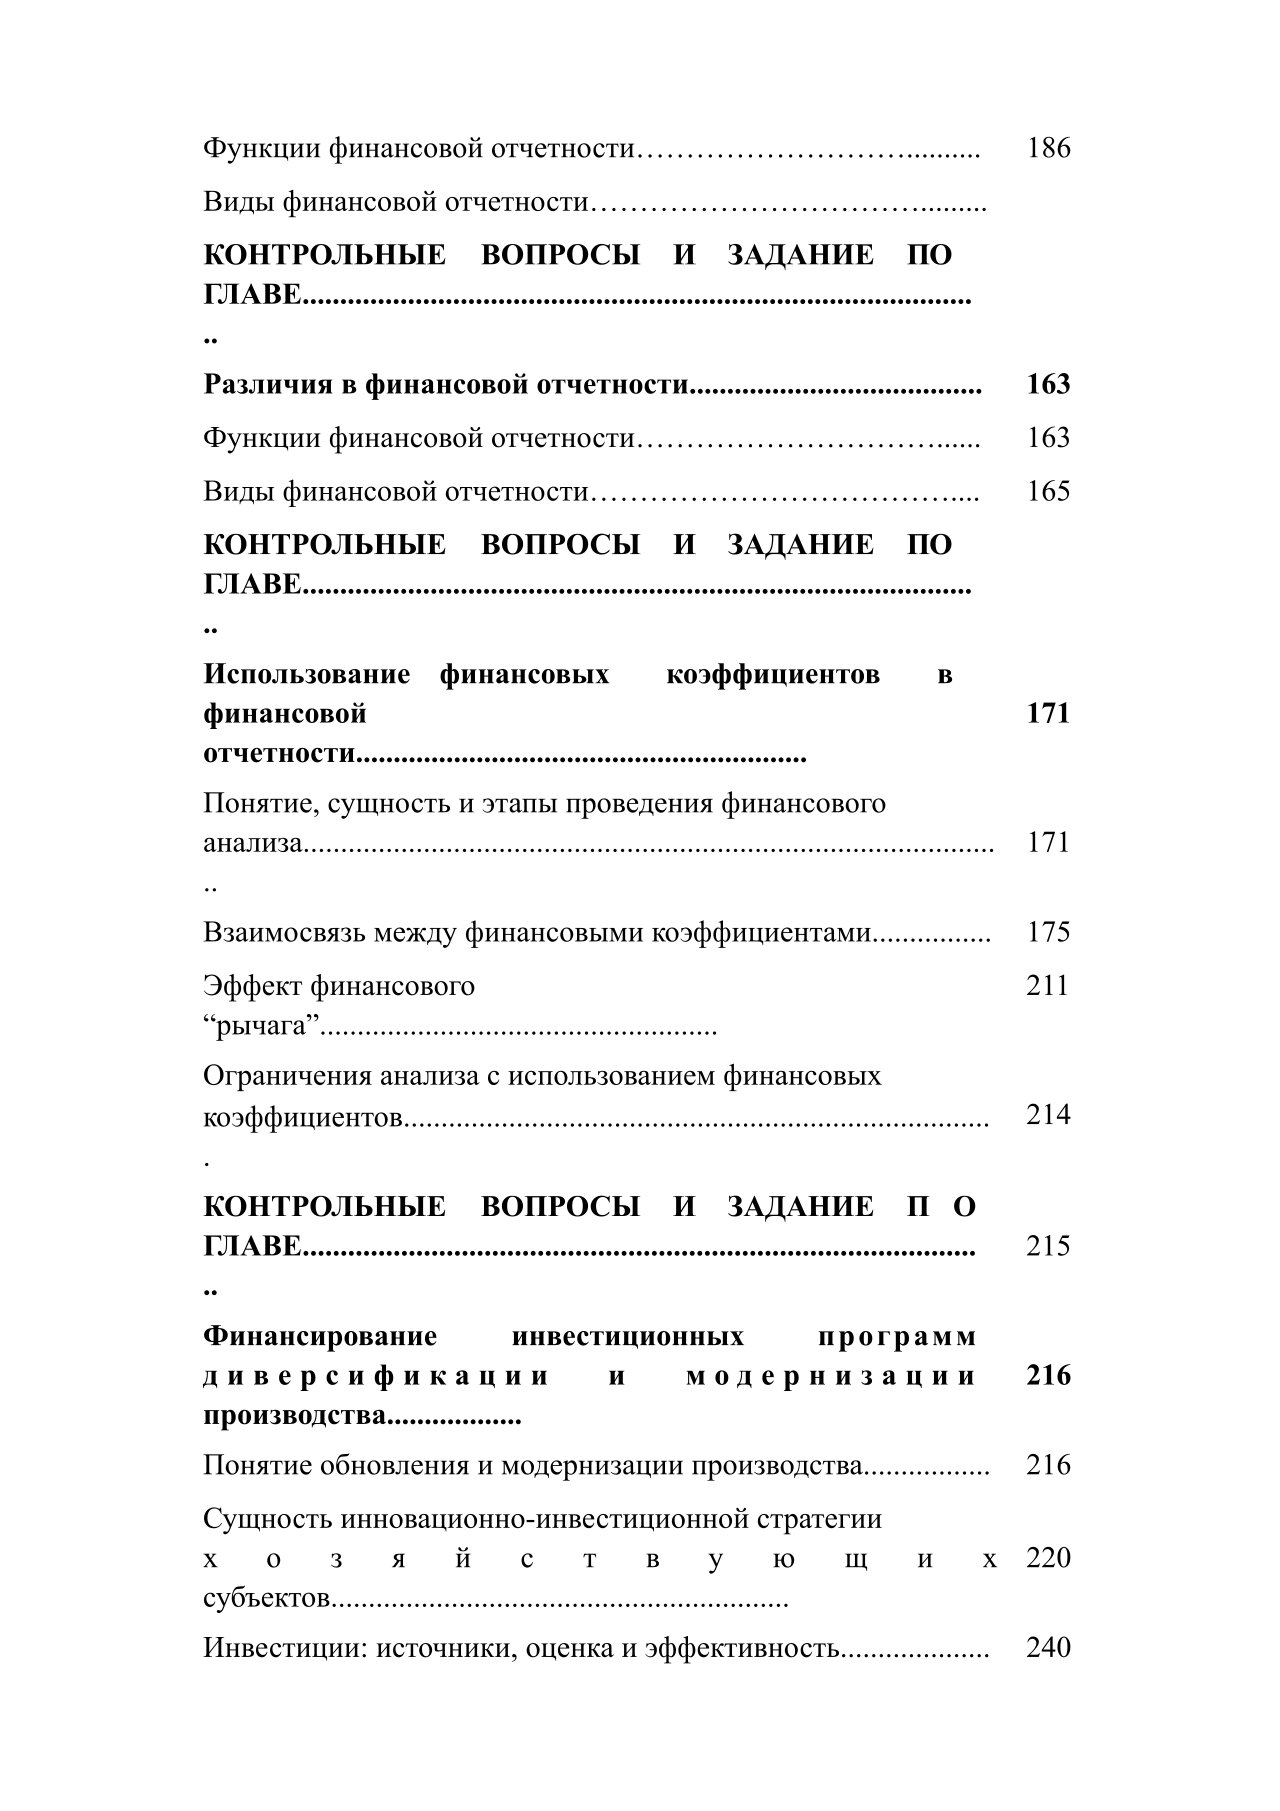 Функции финансовой отчетности……………………….......... 186
Виды финансовой отчетности…………………………….........
КОНТРОЛЬНЫЕ ВОПРОСЫ И ЗАДАНИЕ ПО
ГЛАВЕ.........................................................................................
..
Различия в финансовой отчетности....................................... 163
Функции финансовой отчетности…………………………...... 163
Виды финансовой отчетности………………………………... 165
КОНТРОЛЬНЫЕ ВОПРОСЫ И ЗАДАНИЕ ПО
ГЛАВЕ.........................................................................................
..
Использование финансовых коэффициентов в
финансовой 171
отчетности............................................................
Понятие, сущность и этапы проведения финансового
анализа............................................................................................ 171
..
Взаимосвязь между финансовыми коэффициентами................ 175
Эффект финансового 211
“рычага”.....................................................
Ограничения анализа с использованием финансовых
коэффициентов.............................................................................. 214
.
КОНТРОЛЬНЫЕ ВОПРОСЫ И ЗАДАНИЕ П О
ГЛАВЕ.......................................................................................... 215
..
Финансирование инвестиционных программ
диверсификации и модернизации 216
производства..................
Понятие обновления и модернизации производства................. 216
Сущность инновационно-инвестиционной стратегии
х о з я й с т в у ю щ и х 220
субъектов.............................................................
Инвестиции: источники, оценка и эффективность.................... 240